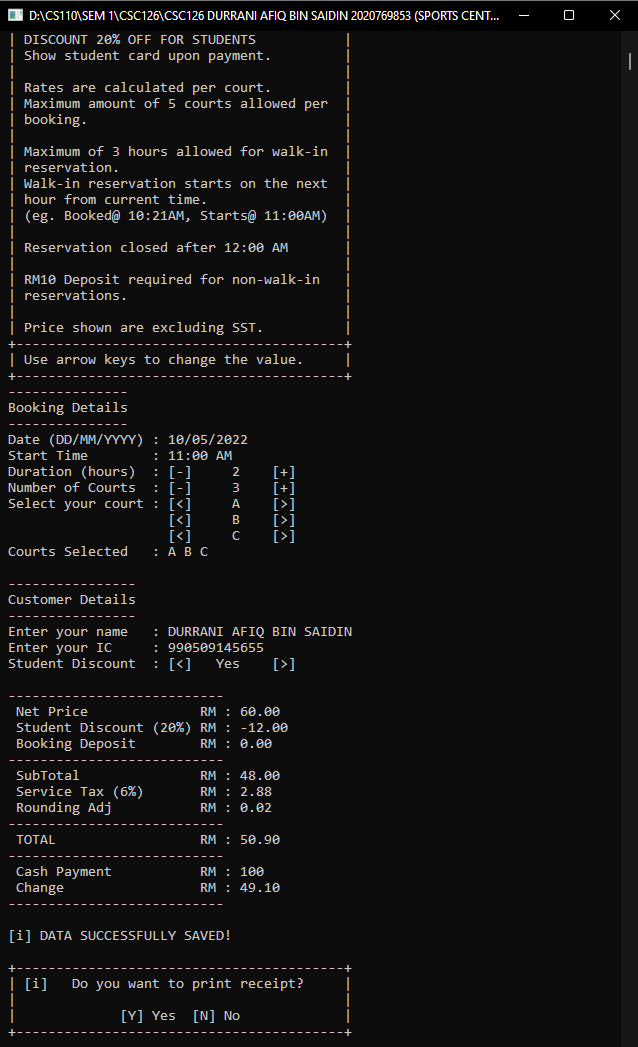 D:\CS110\SEM 1\CSC126\CSC126 DURRANI AFIQ BIN SAIDIN 2020769853 (SPORTS CENT...
| DISCOUNT 20% OFF FOR STUDENTS |
| Show student card upon payment. |
| |
| Rates are calculated per court. |
| Maximum amount of 5 courts allowed per |
| booking. |
| |
| Maximum of 3 hours allowed for walk-in |
| reservation. |
| Walk-in reservation starts on the next |
| hour from current time. |
| (eg. Booked@ 10:21AM, Starts@ 11:00AM) |
| |
| Reservation closed after 12:00 AM |
| |
| RM10 Deposit required for non-walk-in |
| reservations. |
| |
| Price shown are excluding SST. |
+-----------------------------------------+
| Use arrow keys to change the value. |
+-----------------------------------------+
---------------
Booking Details
---------------
Date (DD/MM/YYYY) : 10/05/2022
Start Time : 11:00 AM
Duration (hours) : [-] 2 [+]
Number of Courts : [-] 3 [+]
Select your court : [<] A [>]
[<] B [>]
[<] C [>]
Courts Selected : A B C
----------------
Customer Details
----------------
Enter your name : DURRANI AFIQ BIN SAIDIN
Enter your IC : 990509145655
Student Discount : [<] Yes [>]
---------------------------
Net Price RM : 60.00
Student Discount (20%) RM : -12.00
Booking Deposit RM : 0.00
---------------------------
SubTotal RM : 48.00
Service Tax (6%) RM : 2.88
Rounding Adj RM : 0.02
---------------------------
TOTAL RM : 50.90
---------------------------
Cash Payment RM : 100
Change RM : 49.10
---------------------------
[i] DATA SUCCESSFULLY SAVED!
+-----------------------------------------+
| [i] Do you want to print receipt? |
| |
| [Y] Yes [N] No |
+-----------------------------------------+